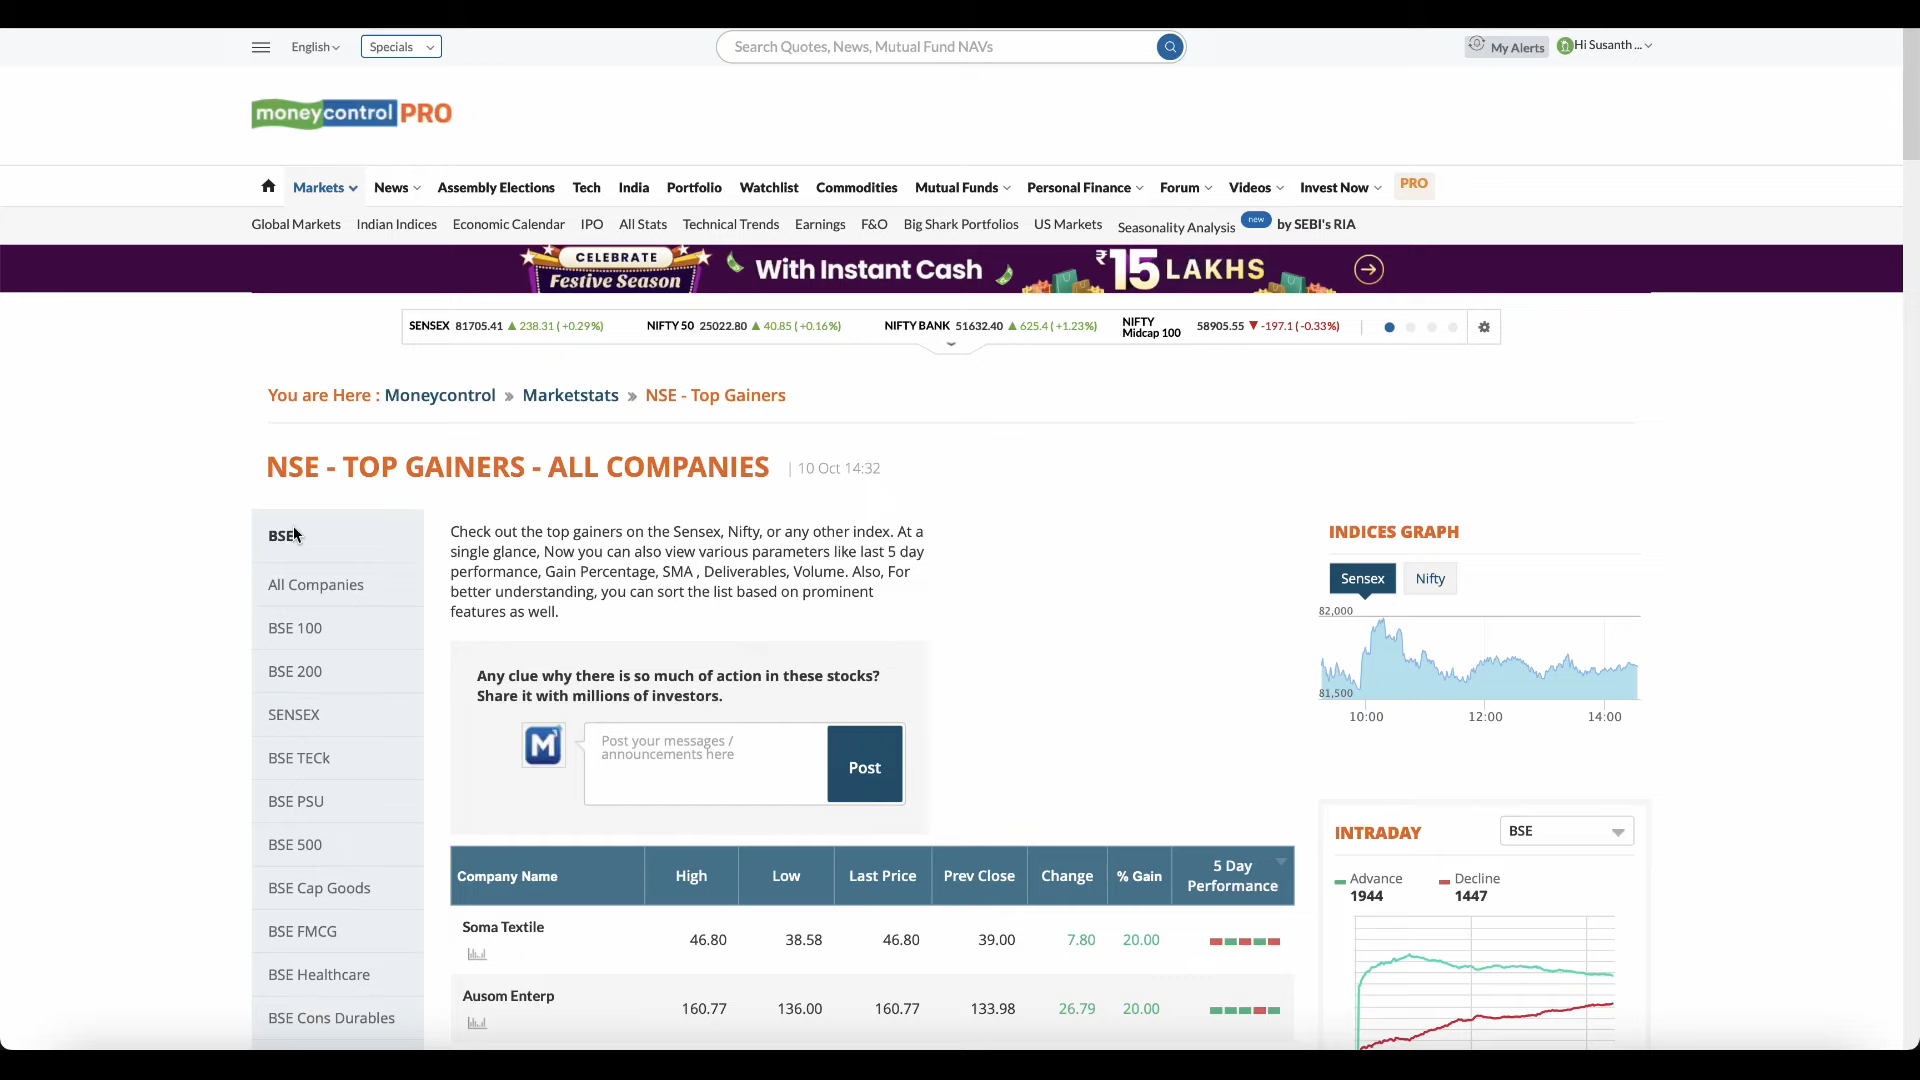 English
Specials
Search Quotes, News, Mutual Fund NAVs
My Alerts
Hi Susanth ...
moneycontrol PRO
Markets News Assembly Elections Tech India Portfolio Watchlist Commodities Mutual Funds Personal Finance Forum Videos Invest Now PRO
Global Markets Indian Indices Economic Calendar IPO All Stats Technical Trends Earnings F&O Big Shark Portfolios US Markets Seasonality Analysis new by SEBI's RIA
CELEBRATE
Festive Season
With Instant Cash
₹15 LAKHS
SENSEX 81705.41 ▲ 238.31 (+0.29%)
NIFTY 50 25022.80 ▲ 40.85 (+0.16%)
NIFTY BANK 51632.40 ▲ 625.4 (+1.23%)
NIFTY
Midcap 100
58905.55 ▼ -197.1 (-0.33%)
You are Here : Moneycontrol » Marketstats » NSE - Top Gainers
NSE - TOP GAINERS - ALL COMPANIES | 10 Oct 14:32
BSE
All Companies
BSE 100
BSE 200
SENSEX
BSE TECk
BSE PSU
BSE 500
BSE Cap Goods
BSE FMCG
BSE Healthcare
BSE Cons Durables
Check out the top gainers on the Sensex, Nifty, or any other index. At a
single glance, Now you can also view various parameters like last 5 day
performance, Gain Percentage, SMA , Deliverables, Volume. Also, For
better understanding, you can sort the list based on prominent
features as well.
Any clue why there is so much of action in these stocks?
Share it with millions of investors.
M
Post your messages /
announcements here
Post
Company Name High Low Last Price Prev Close Change % Gain 5 Day
Performance
Soma Textile 46.80 38.58 46.80 39.00 7.80 20.00
Ausom Enterp 160.77 136.00 160.77 133.98 26.79 20.00
INDICES GRAPH
Sensex Nifty
82,000
81,500
10:00 12:00 14:00
INTRADAY
BSE
Advance Decline
1944 1447